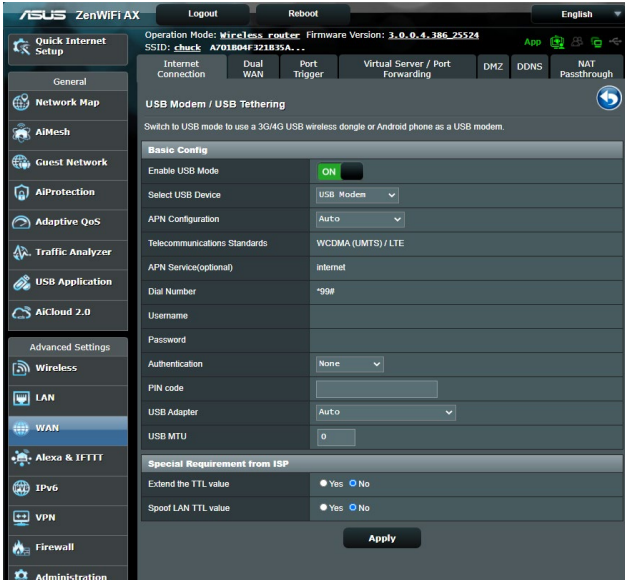 ASUS ZenWiFi AX
Logout
Reboot
English
Operation Mode: Wireless router Firmware Version: 3.0.0.4.386_25524
SSID: chuck A701B04F321B35A...
App
Quick Internet
Setup
General
Network Map
AiMesh
Guest Network
AiProtection
Adaptive QoS
Traffic Analyzer
USB Application
AiCloud 2.0
Advanced Settings
Wireless
LAN
WAN
Alexa & IFTTT
IPv6
VPN
Firewall
Administration
Internet
Connection
Dual
WAN
Port
Trigger
Virtual Server / Port
Forwarding
DMZ
DDNS
NAT
Passthrough
USB Modem / USB Tethering
Switch to USB mode to use a 3G/4G USB wireless dongle or Android phone as a USB modem.
Basic Config
Enable USB Mode ON
Select USB Device USB Modem
APN Configuration Auto
Telecommunications Standards WCDMA (UMTS) / LTE
APN Service(optional) internet
Dial Number *99#
Username
Password
Authentication None
PIN code
USB Adapter Auto
USB MTU 0
Special Requirement from ISP
Extend the TTL value Yes No
Spoof LAN TTL value Yes No
Apply